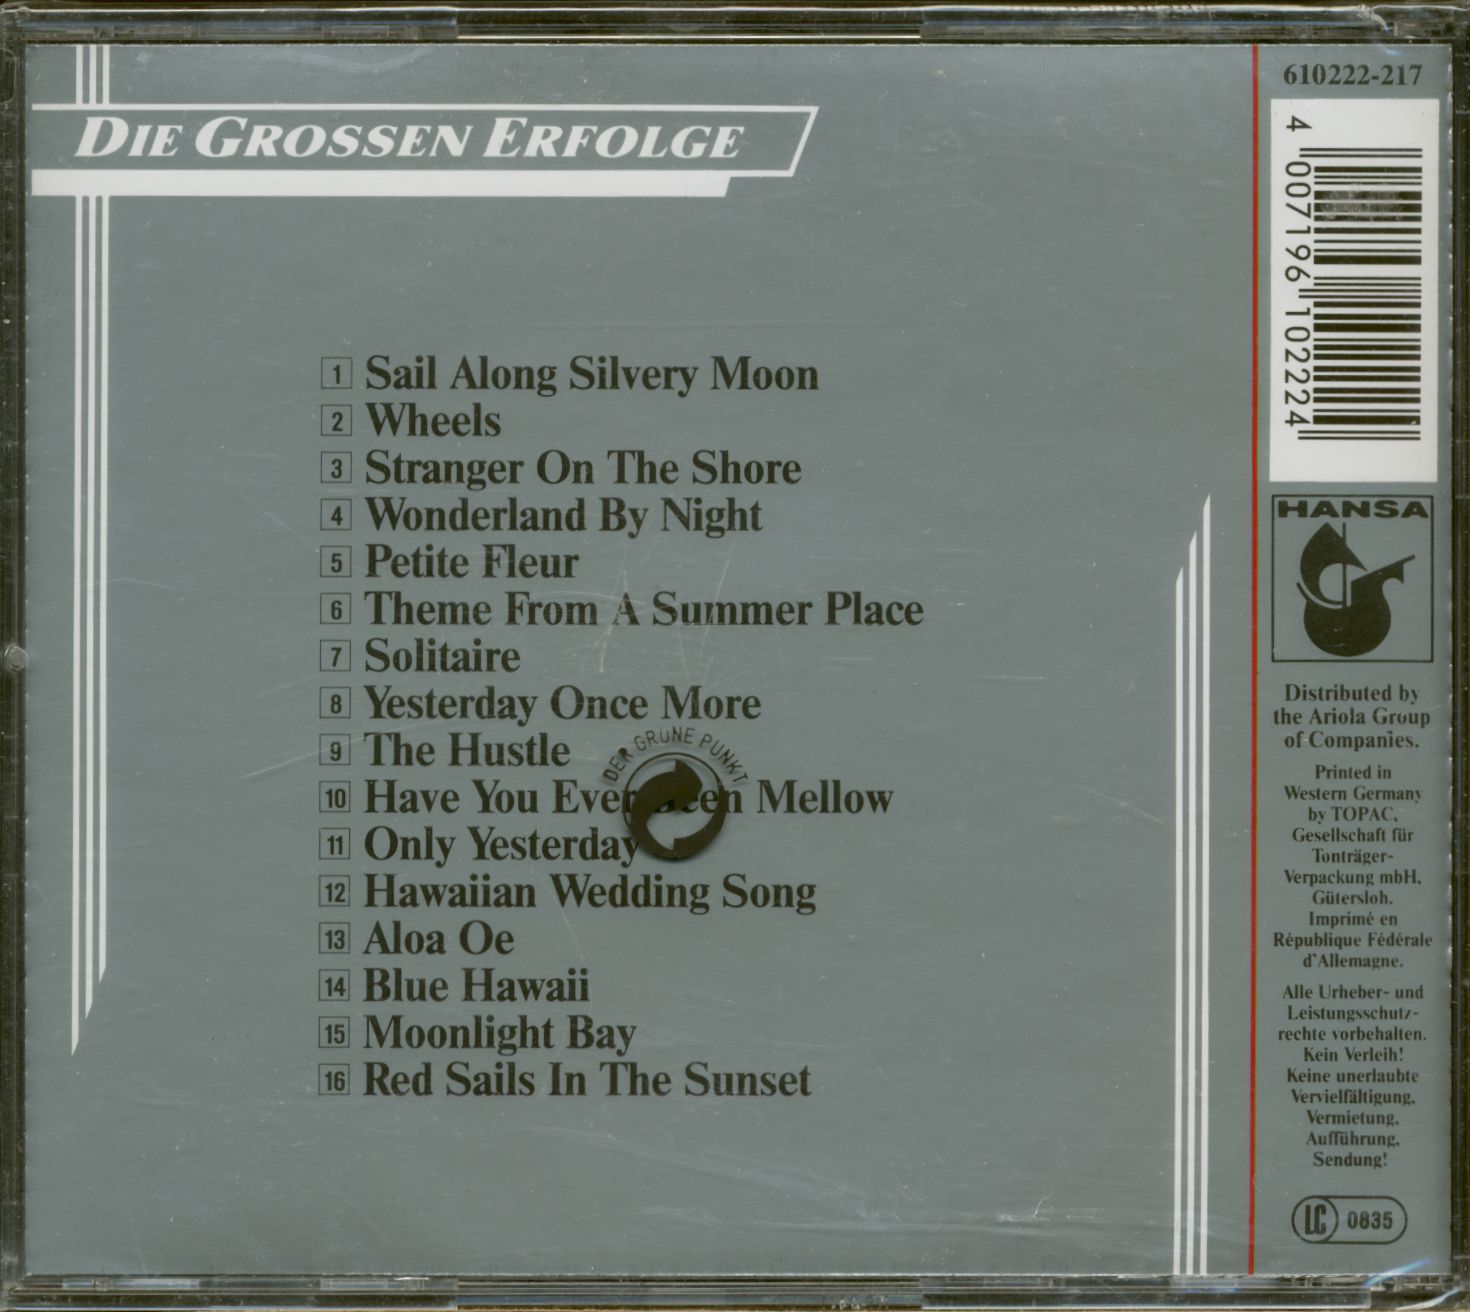 DIE GROSSEN ERFOLGE
1 Sail Along Silvery Moon
2 Wheels
3 Stranger On The Shore
4 Wonderland By Night
5 Petite Fleur
6 Theme From A Summer Place
7 Solitaire
8 Yesterday Once More
9 The Hustle
10 Have You Ever Been Mellow
11 Only Yesterday
12 Hawaiian Wedding Song
13 Aloa Oe
14 Blue Hawaii
15 Moonlight Bay
16 Red Sails In The Sunset
DER GRÜNE PUNKT
610222-217
4 007196 102224
HANSA
Distributed by
the Ariola Group
of Companies.
Printed in
Western Germany
by TOPAC,
Gesellschaft für
Tonträger-
Verpackung mbH,
Gütersloh.
Imprimé en
République Fédérale
d'Allemagne.
Alle Urheber- und
Leistungsschutz-
rechte vorbehalten.
Kein Verleih!
Keine unerlaubte
Vervielfältigung,
Vermietung,
Aufführung,
Sendung!
LC 0835